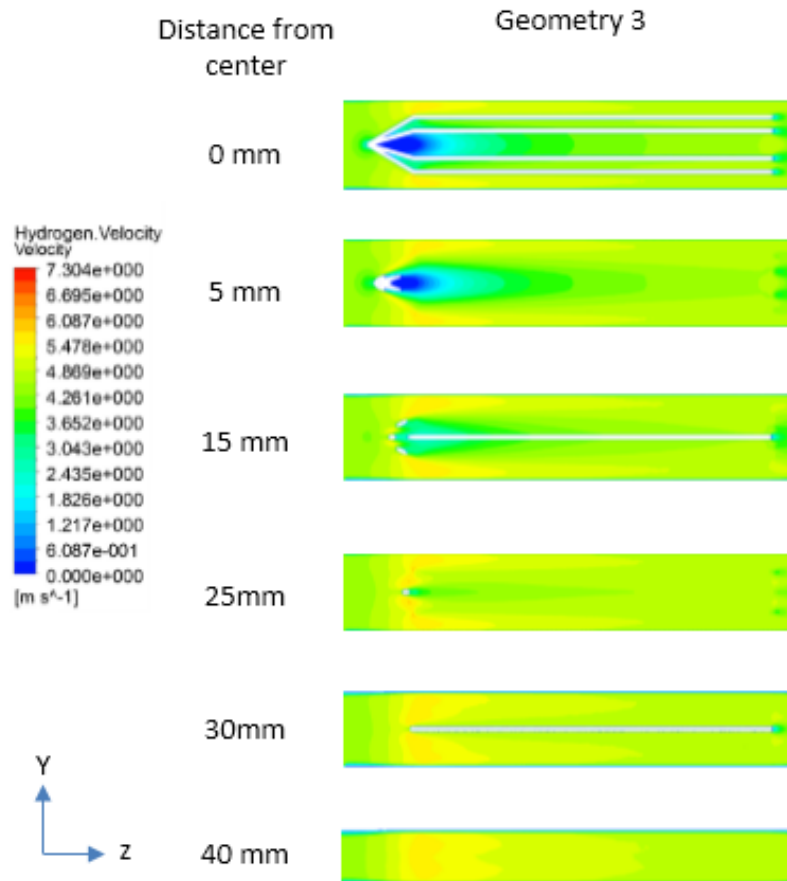 Distance from
center
Geometry 3
0 mm
5 mm
15 mm
25mm
30mm
40 mm
Hydrogen.Velocity
Velocity
7.304e+000
6.695e+000
6.087e+000
5.478e+000
4.869e+000
4.261e+000
3.652e+000
3.043e+000
2.435e+000
1.826e+000
1.217e+000
6.087e-001
0.000e+000
[m s^-1]
Y
Z